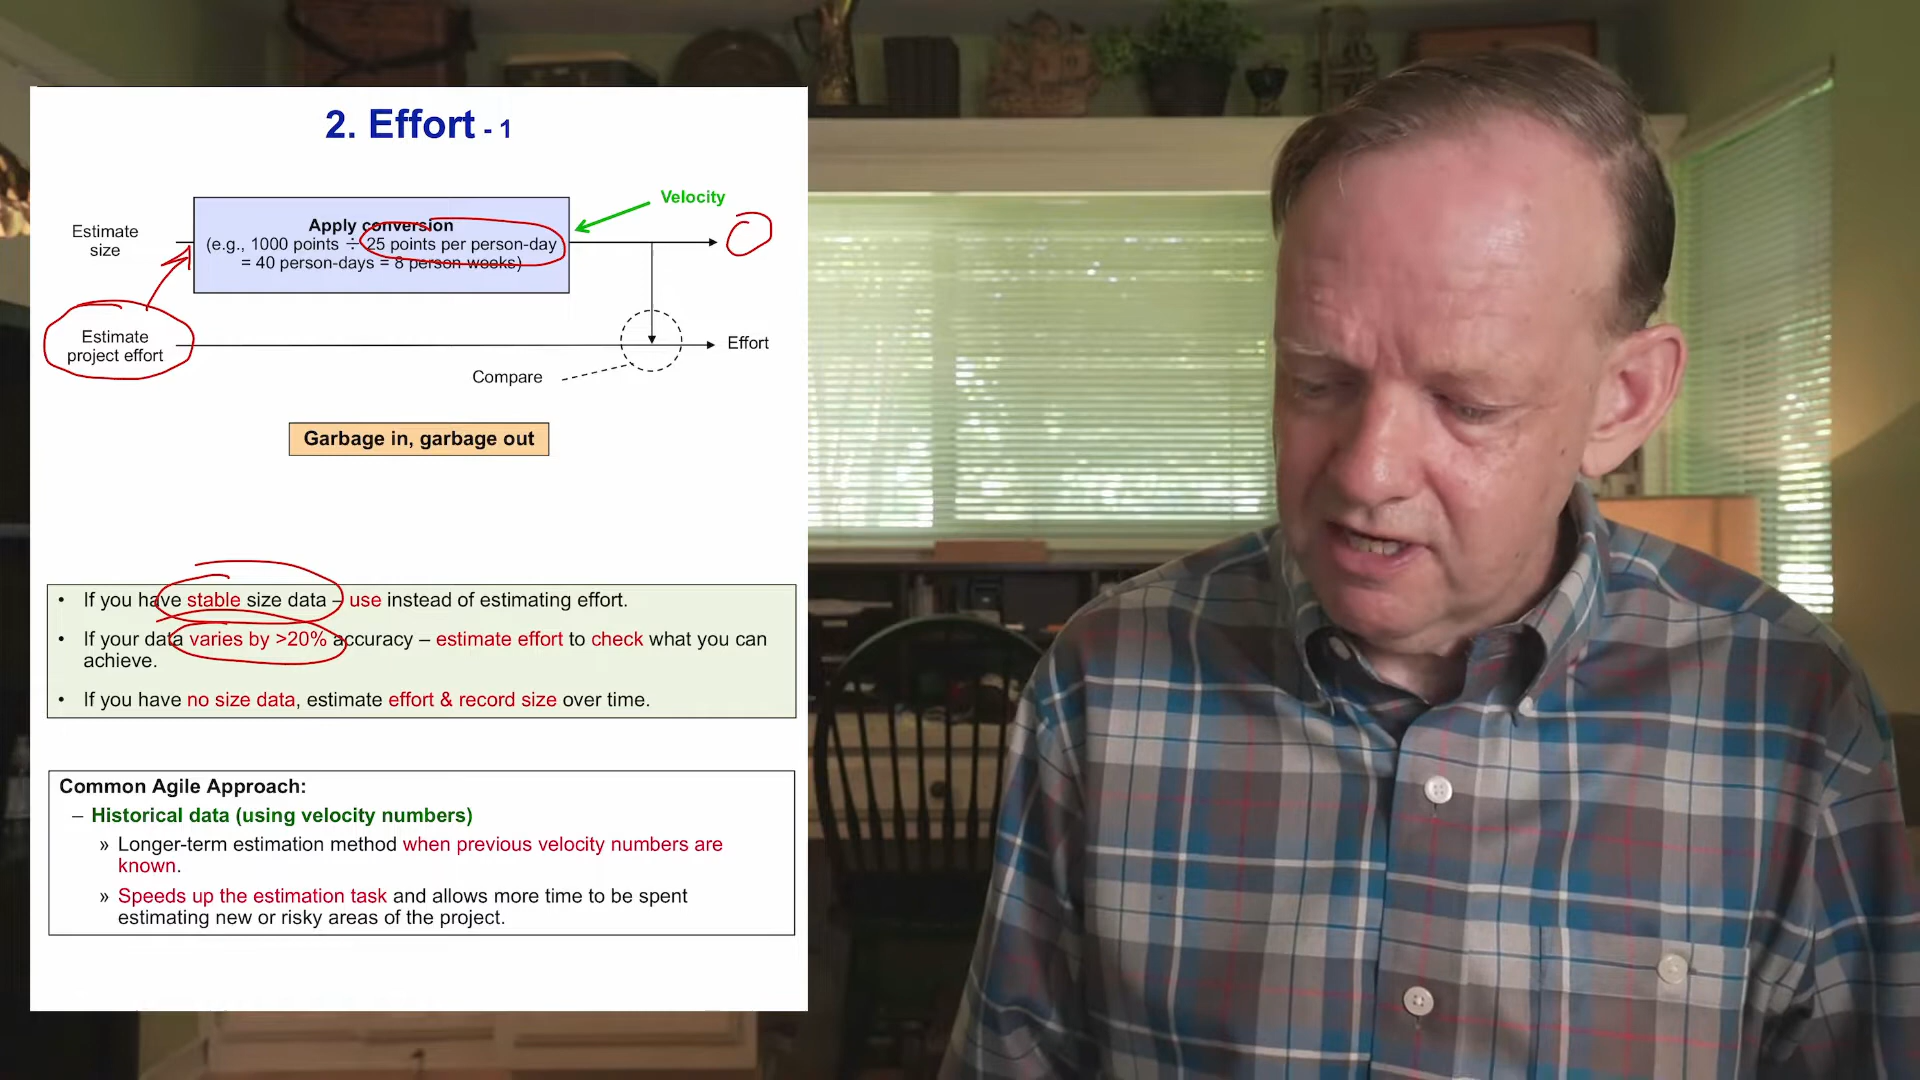 2. Effort - 1
Velocity
Estimate
size
Apply conversion
(e.g., 1000 points ÷ 25 points per person-day
= 40 person-days = 8 person weeks)
Estimate
project effort
Effort
Compare
Garbage in, garbage out
• If you have stable size data – use instead of estimating effort.
• If your data varies by >20% accuracy – estimate effort to check what you can
achieve.
• If you have no size data, estimate effort & record size over time.
Common Agile Approach:
– Historical data (using velocity numbers)
» Longer-term estimation method when previous velocity numbers are
known.
» Speeds up the estimation task and allows more time to be spent
estimating new or risky areas of the project.